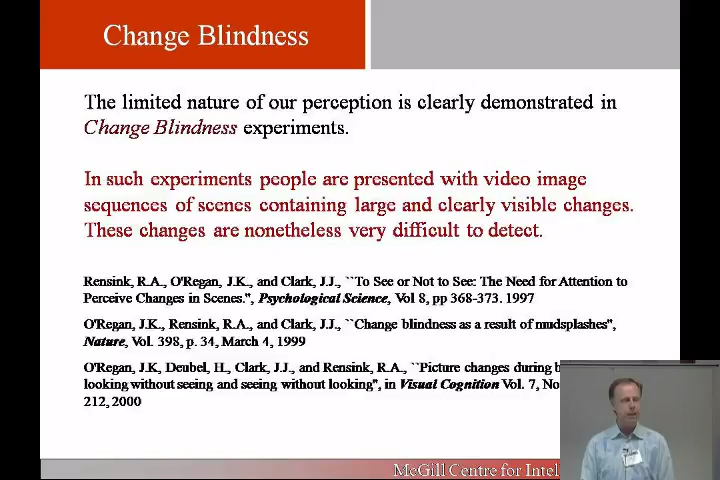 Change Blindness
The limited nature of our perception is clearly demonstrated in
Change Blindness experiments.
In such experiments people are presented with video image
sequences of scenes containing large and clearly visible changes.
These changes are nonetheless very difficult to detect.
Rensink, R.A., O'Regan, J.K., and Clark, J.J., ``To See or Not to See: The Need for Attention to
Perceive Changes in Scenes.", Psychological Science, Vol 8, pp 368-373. 1997
O'Regan, J.K., Rensink, R.A., and Clark, J.J., ``Change blindness as a result of mudsplashes",
Nature, Vol. 398, p. 34, March 4, 1999
O'Regan, J.K, Deubel, H., Clark, J.J., and Rensink, R.A., ``Picture changes during
looking without seeing and seeing without looking", in Visual Cognition Vol. 7, No
212, 2000
McGill Centre for